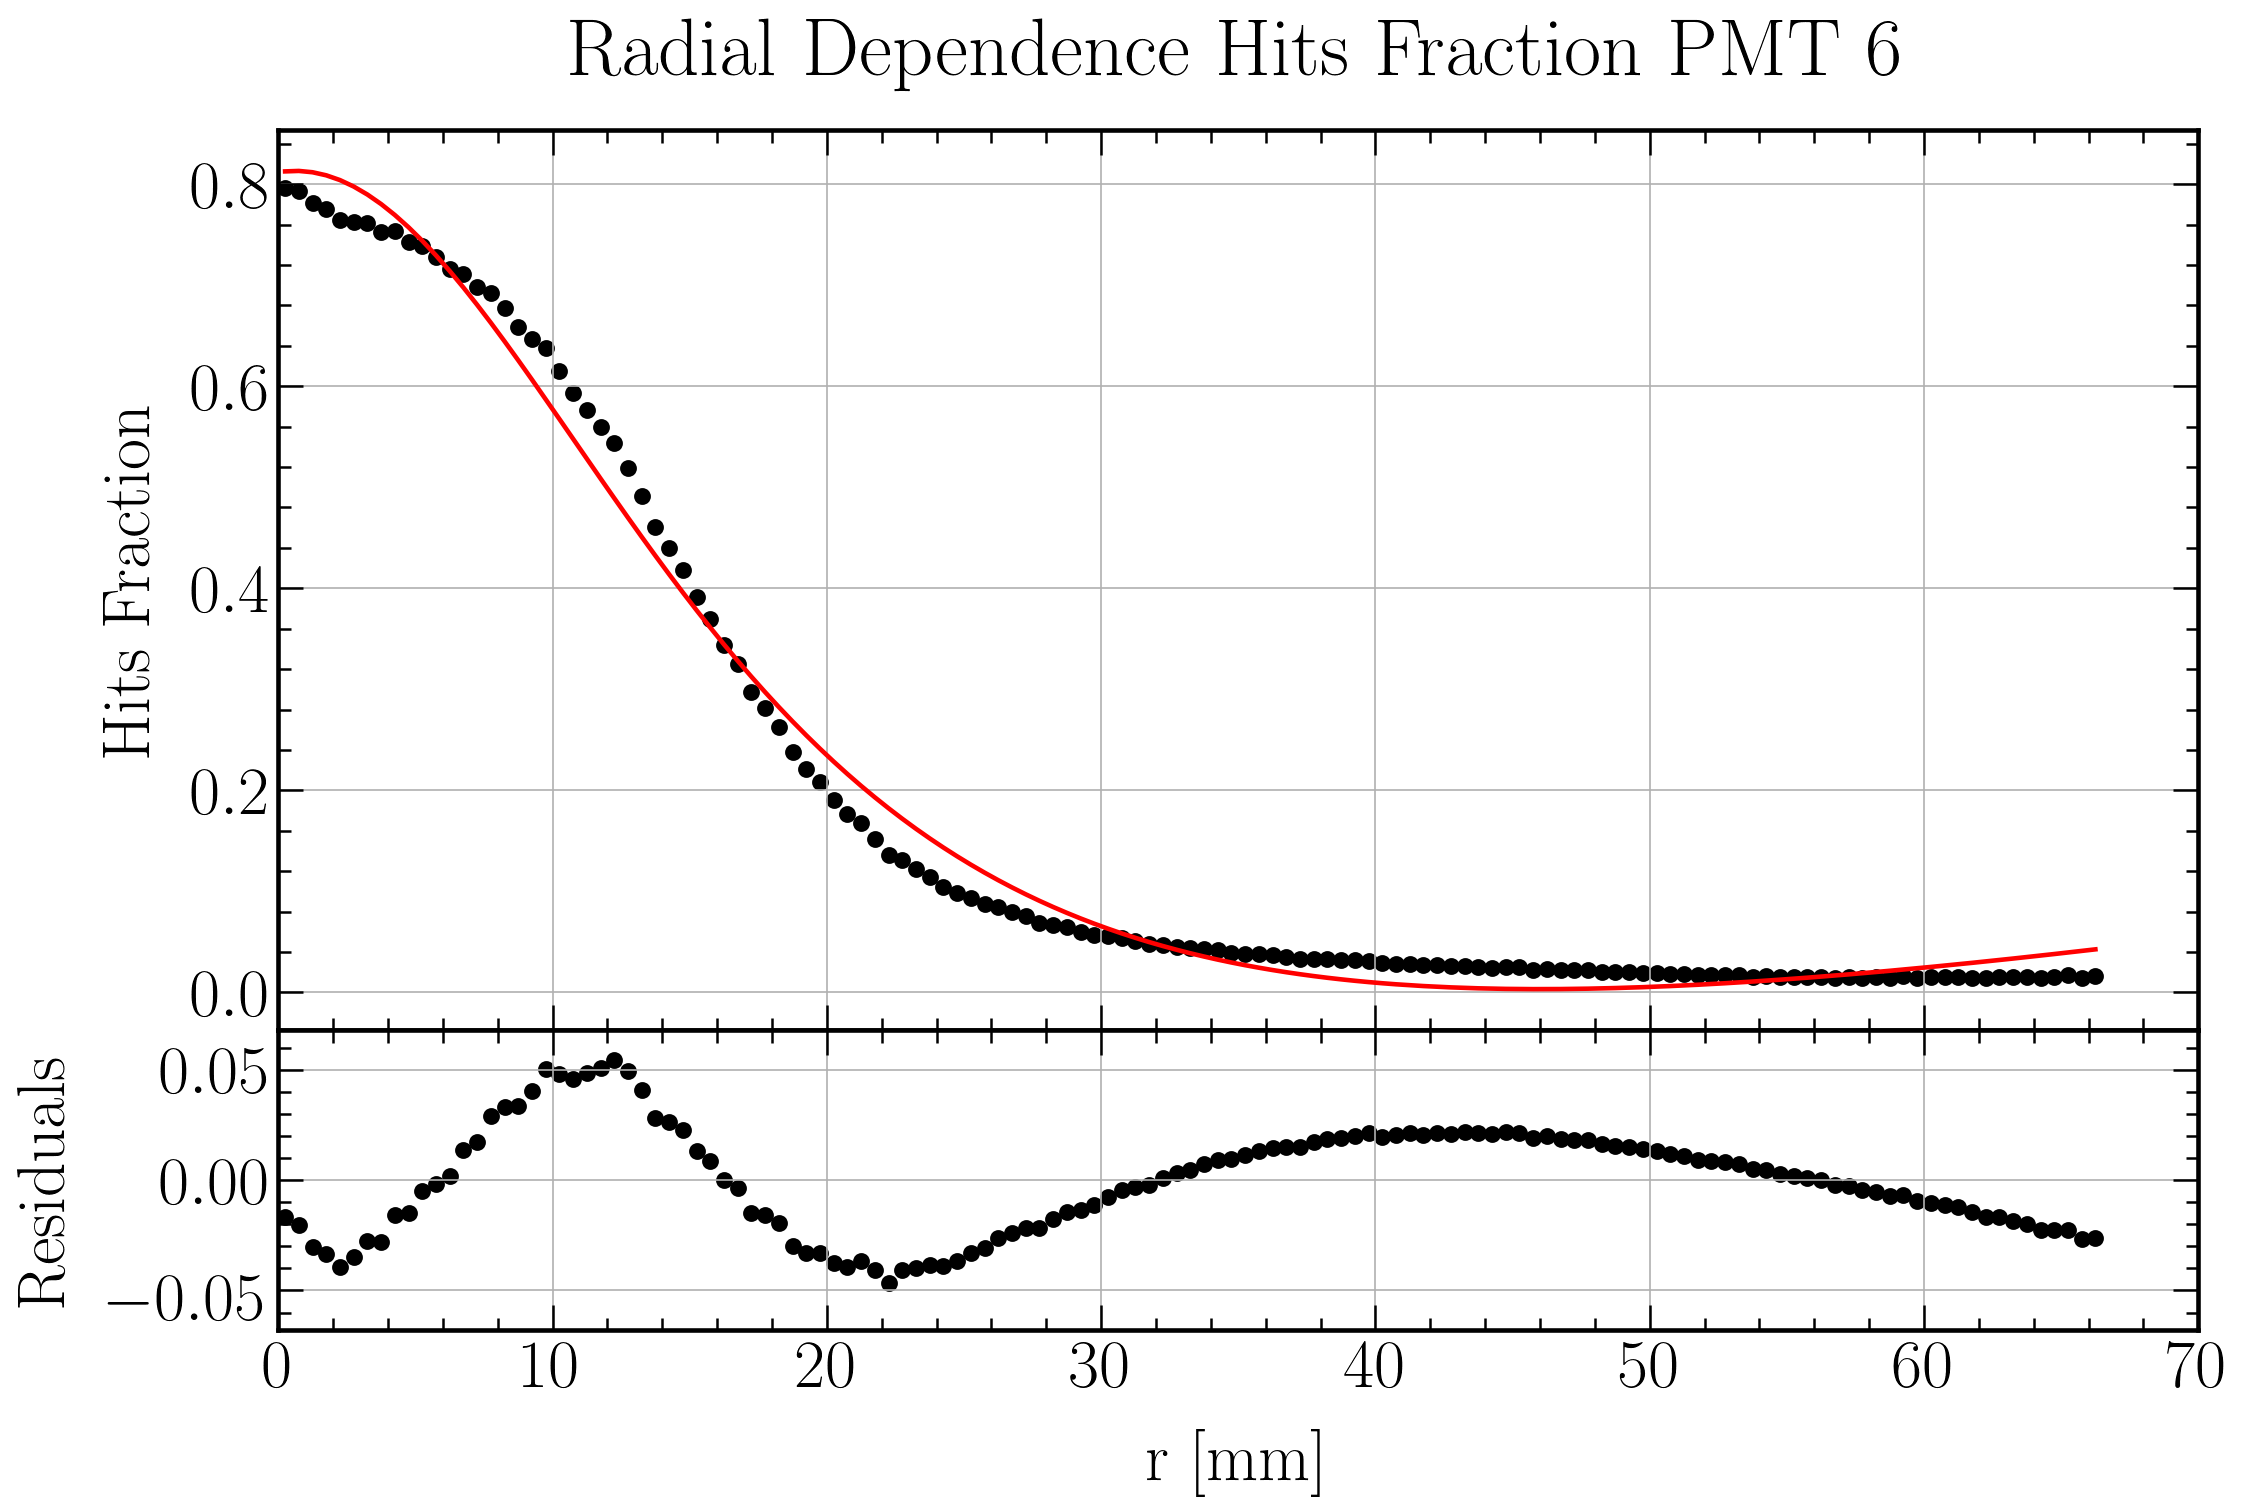 Radial Dependence Hits Fraction PMT 6
0.8
0.6
0.4
0.2
0.0
Hits Fraction
0.05
0.00
−0.05
Residuals
0 10 20 30 40 50 60 70
r [mm]